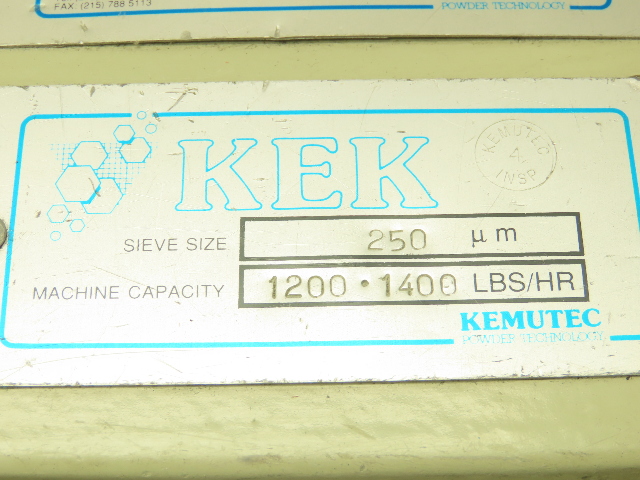 FAX (215) 788 5113
POWDER TECHNOLOGY
KEK
KEMUTEC
4
INSP
SIEVE SIZE 250 μm
MACHINE CAPACITY 1200 • 1400 LBS/HR
KEMUTEC
POWDER TECHNOLOGY